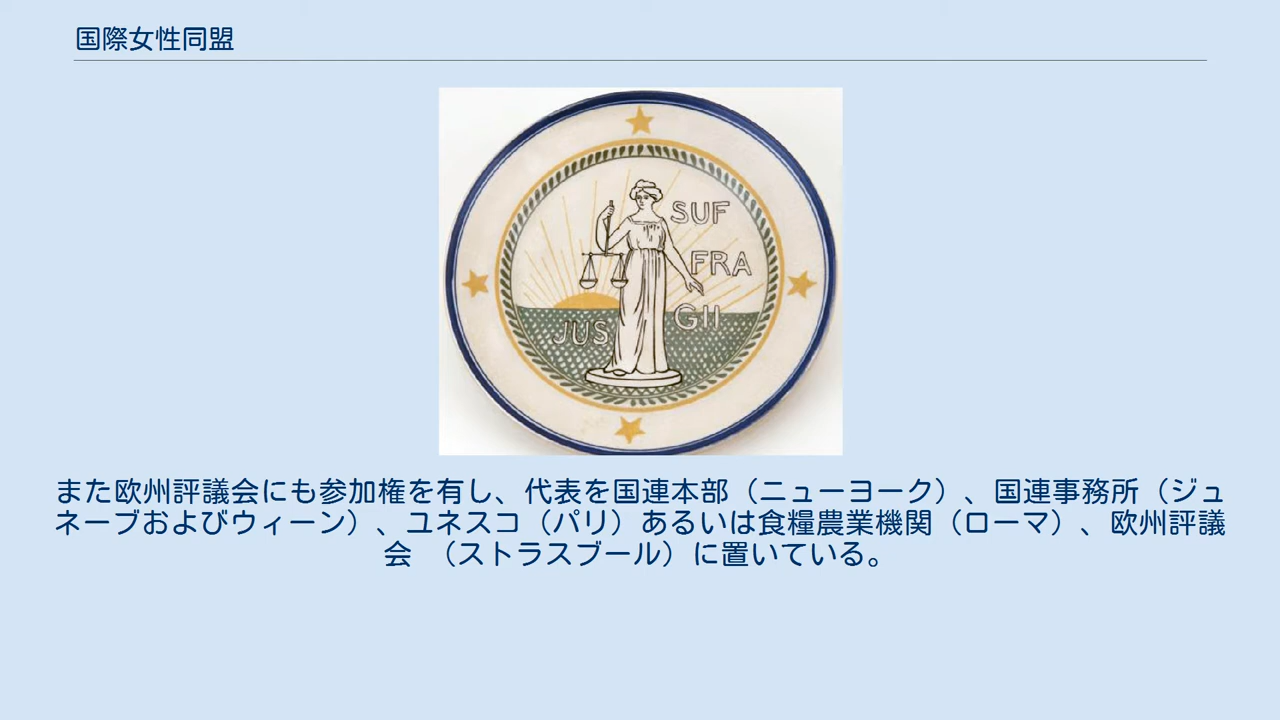 国際女性同盟
SUF
FRA
GII
JUS
また欧州評議会にも参加権を有し、代表を国連本部（ニューヨーク）、国連事務所（ジュ
ネーブおよびウィーン）、ユネスコ（パリ）あるいは食糧農業機関（ローマ）、欧州評議
会 （ストラスブール）に置いている。